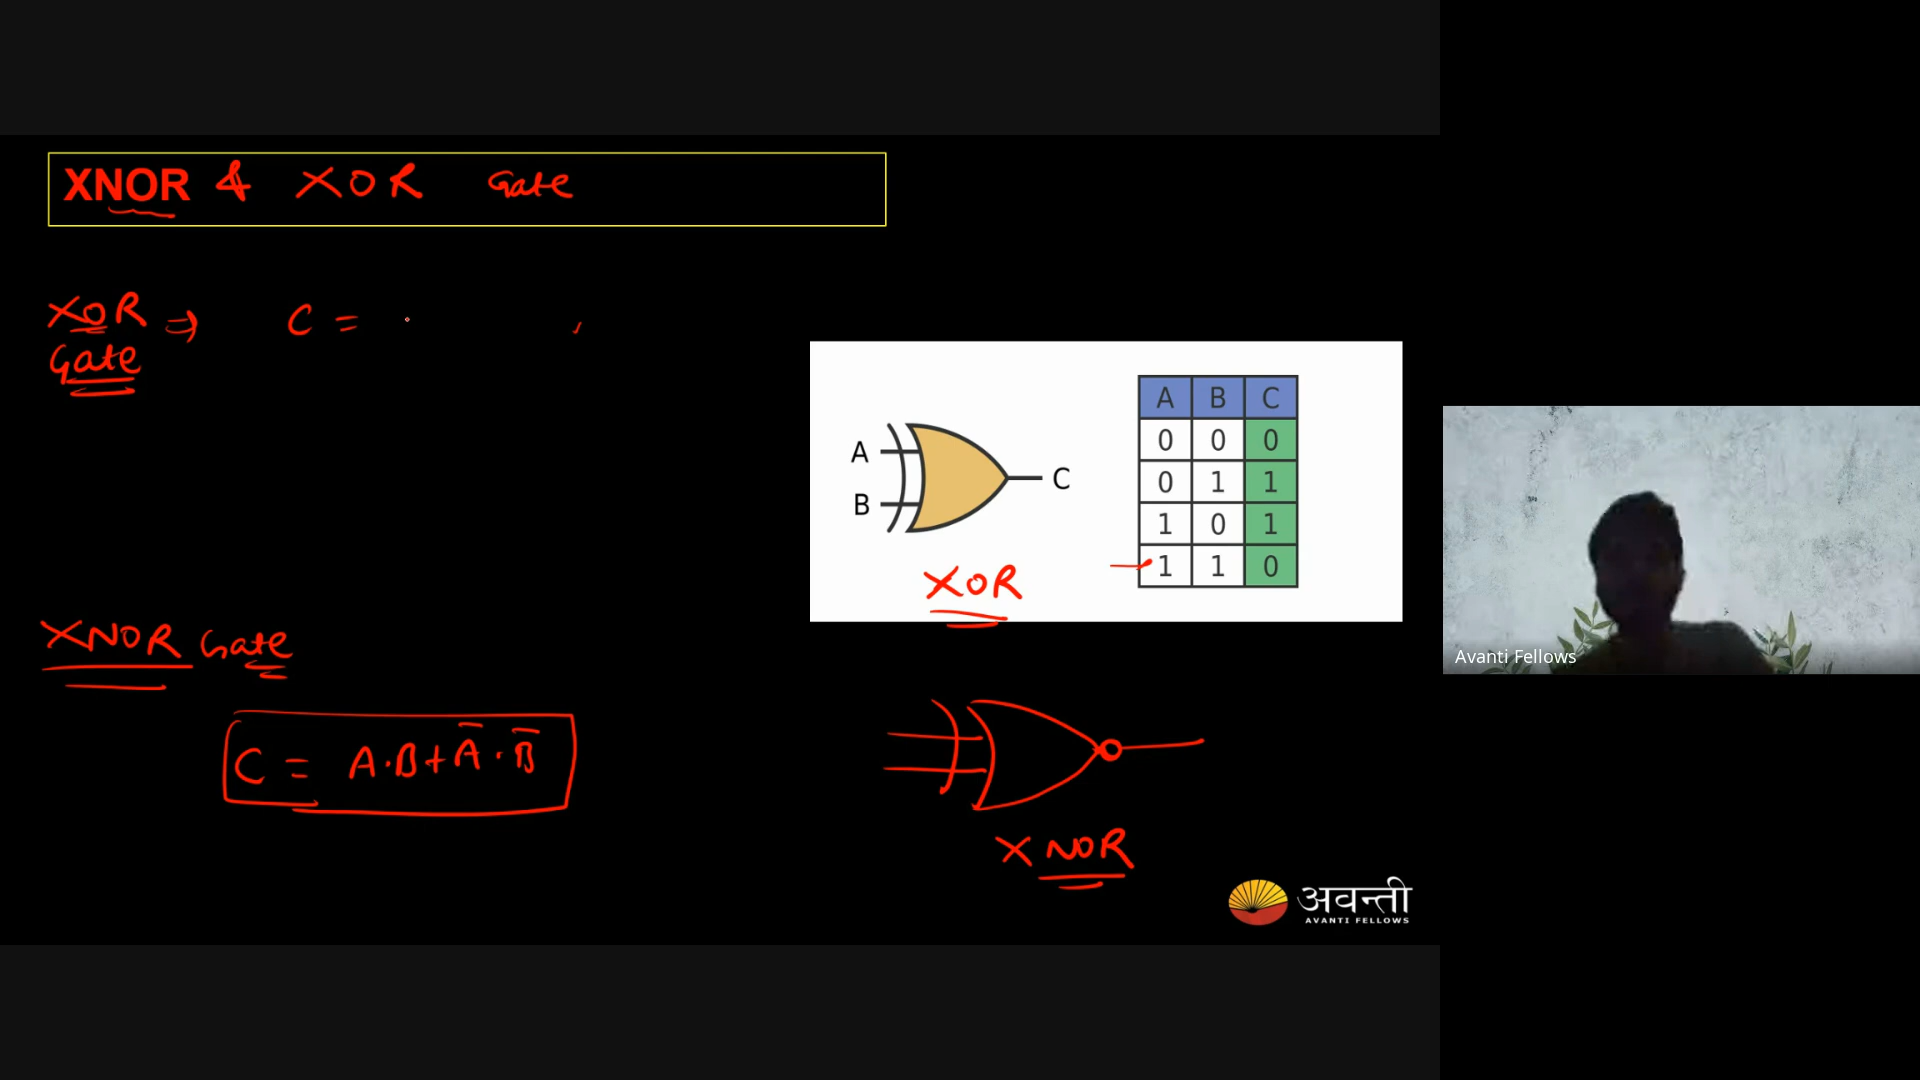 XNOR & XOR Gate
XOR ⇒ C =
Gate
A B C
0 0 0
0 1 1
1 0 1
1 1 0
A
B
C
XOR
XNOR Gate
C = A·B+A̅·B̅
XNOR
अवन्ती
AVANTI FELLOWS
Avanti Fellows